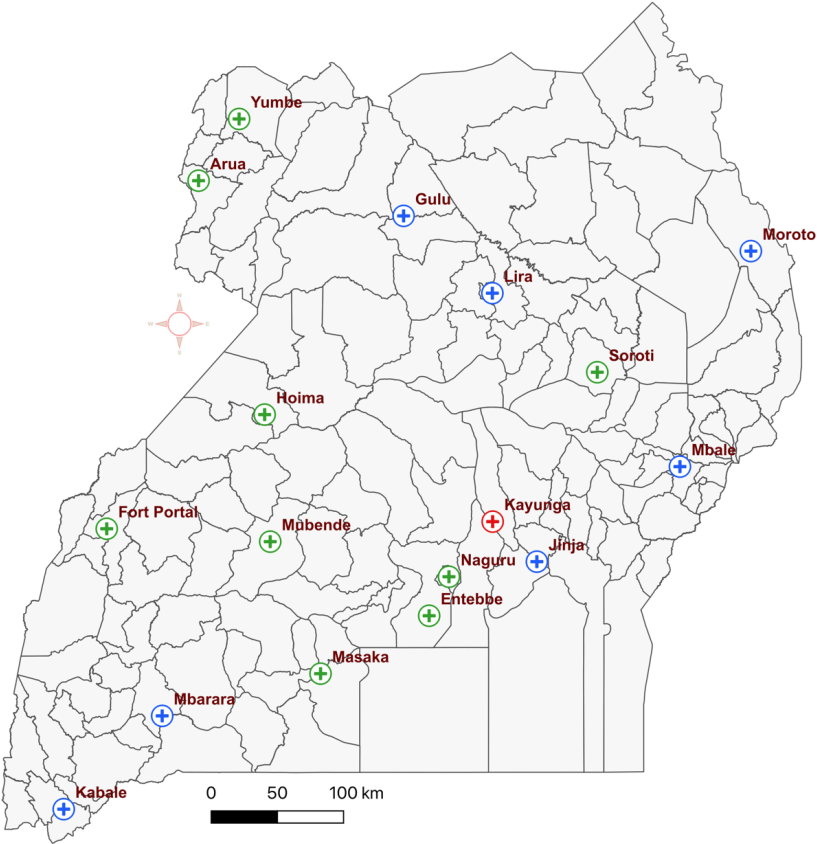 Yumbe
Arua
Gulu
Moroto
Lira
N
W
E
S
Soroti
Hoima
Mbale
Kayunga
Fort Portal
Mubende
Jinja
Naguru
Entebbe
Masaka
Mbarara
Kabale
0 50 100 km